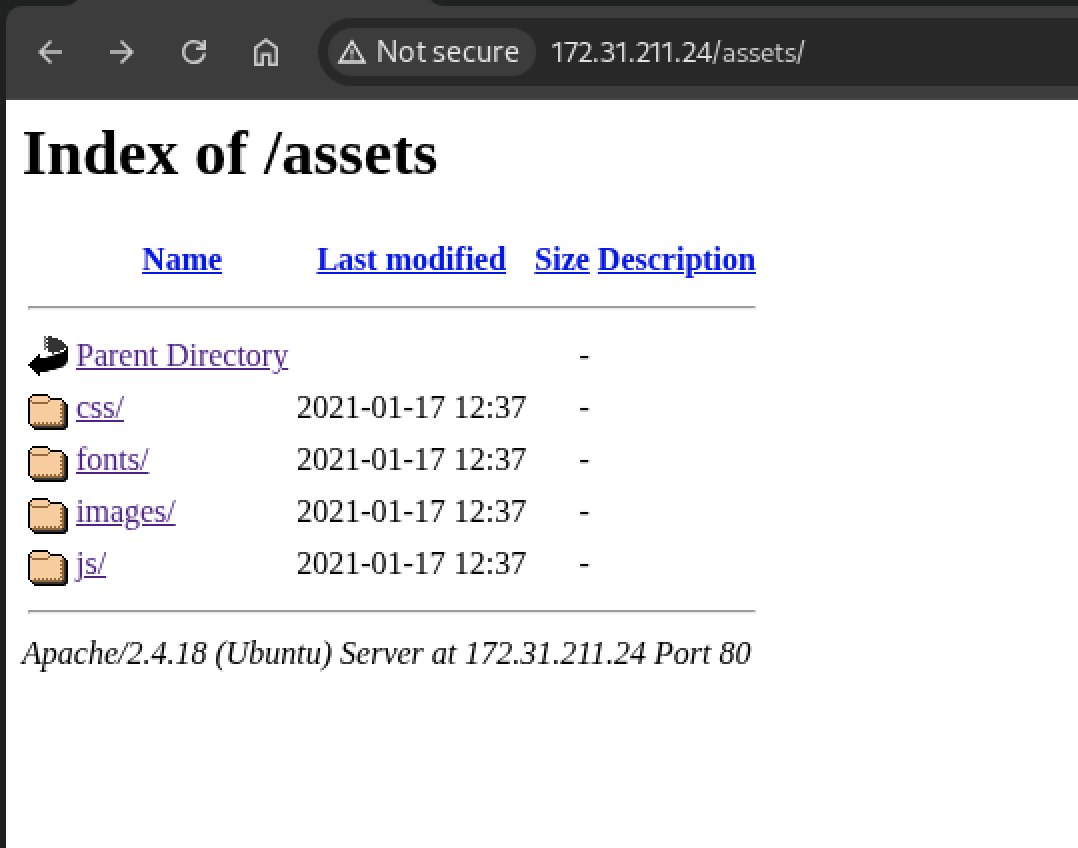 Not secure 172.31.211.24/assets/
Index of /assets
Name Last modified Size Description
Parent Directory -
css/ 2021-01-17 12:37 -
fonts/ 2021-01-17 12:37 -
images/ 2021-01-17 12:37 -
js/ 2021-01-17 12:37 -
Apache/2.4.18 (Ubuntu) Server at 172.31.211.24 Port 80